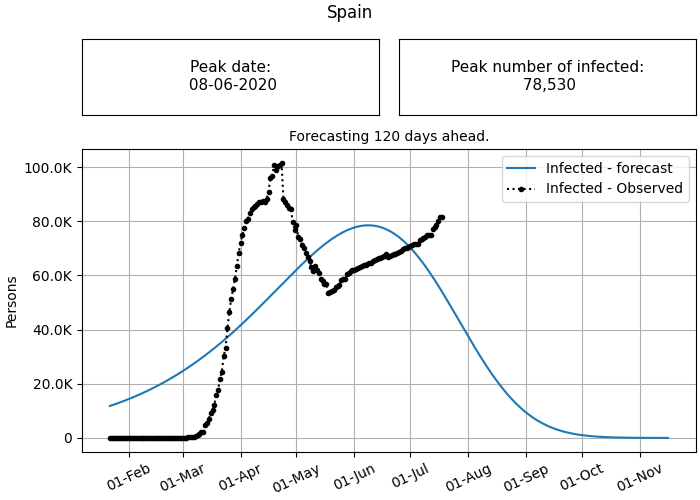 Spain
Peak date:
08-06-2020
Peak number of infected:
78,530
Forecasting 120 days ahead.
Infected - forecast
Infected - Observed
Persons
100.0K
80.0K
60.0K
40.0K
20.0K
0
01-Feb
01-Mar
01-Apr
01-May
01-Jun
01-Jul
01-Aug
01-Sep
01-Oct
01-Nov